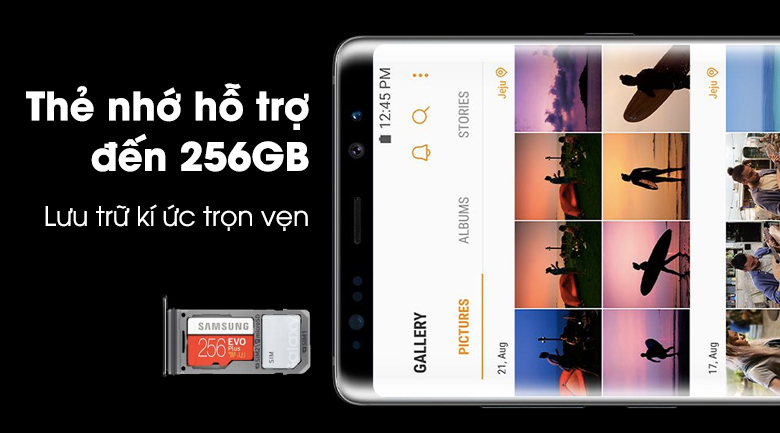 Thẻ nhớ hỗ trợ
đến 256GB
Lưu trữ kí ức trọn vẹn
SAMSUNG
256 EVO
Plus
SIM
12:45 PM
GALLERY
PICTURES
ALBUMS
STORIES
21, Aug
Jeju
17, Aug
Jeju